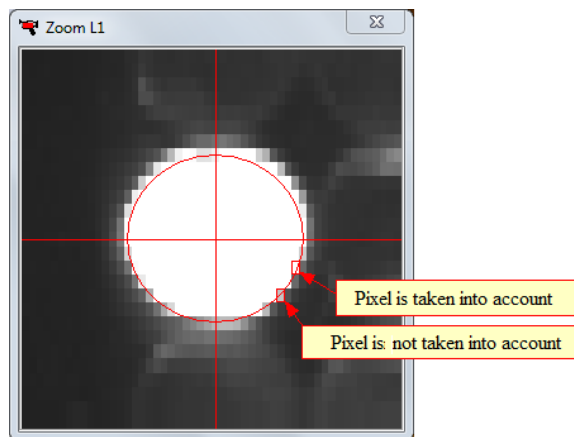 Zoom L1
Pixel is taken into account
Pixel is: not taken into account